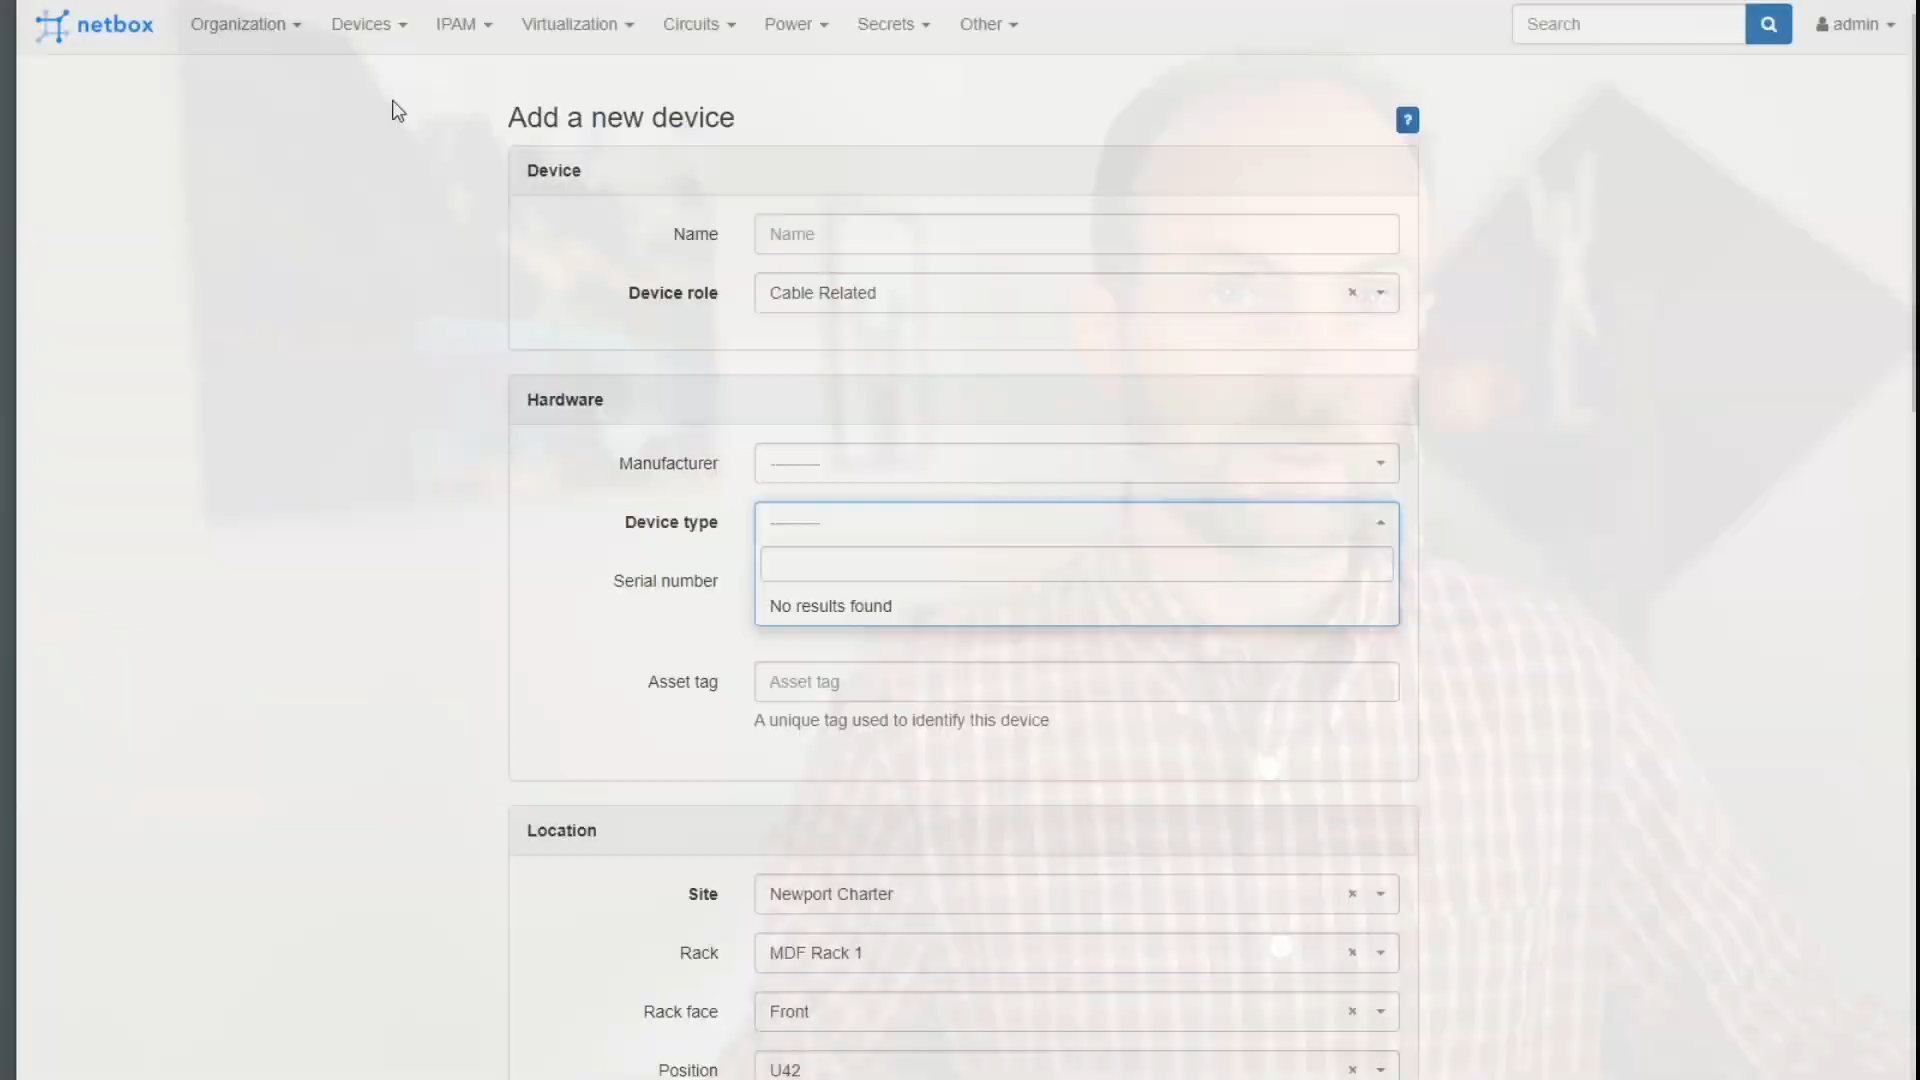 netbox Organization Devices IPAM Virtualization Circuits Power Secrets Other Search admin
Add a new device ?
Device
Name Name
Device role Cable Related × 
Hardware
Manufacturer ---------
Device type ---------
Serial number
No results found
Asset tag Asset tag
A unique tag used to identify this device
Location
Site Newport Charter ×
Rack MDF Rack 1 ×
Rack face Front ×
Position U42 ×